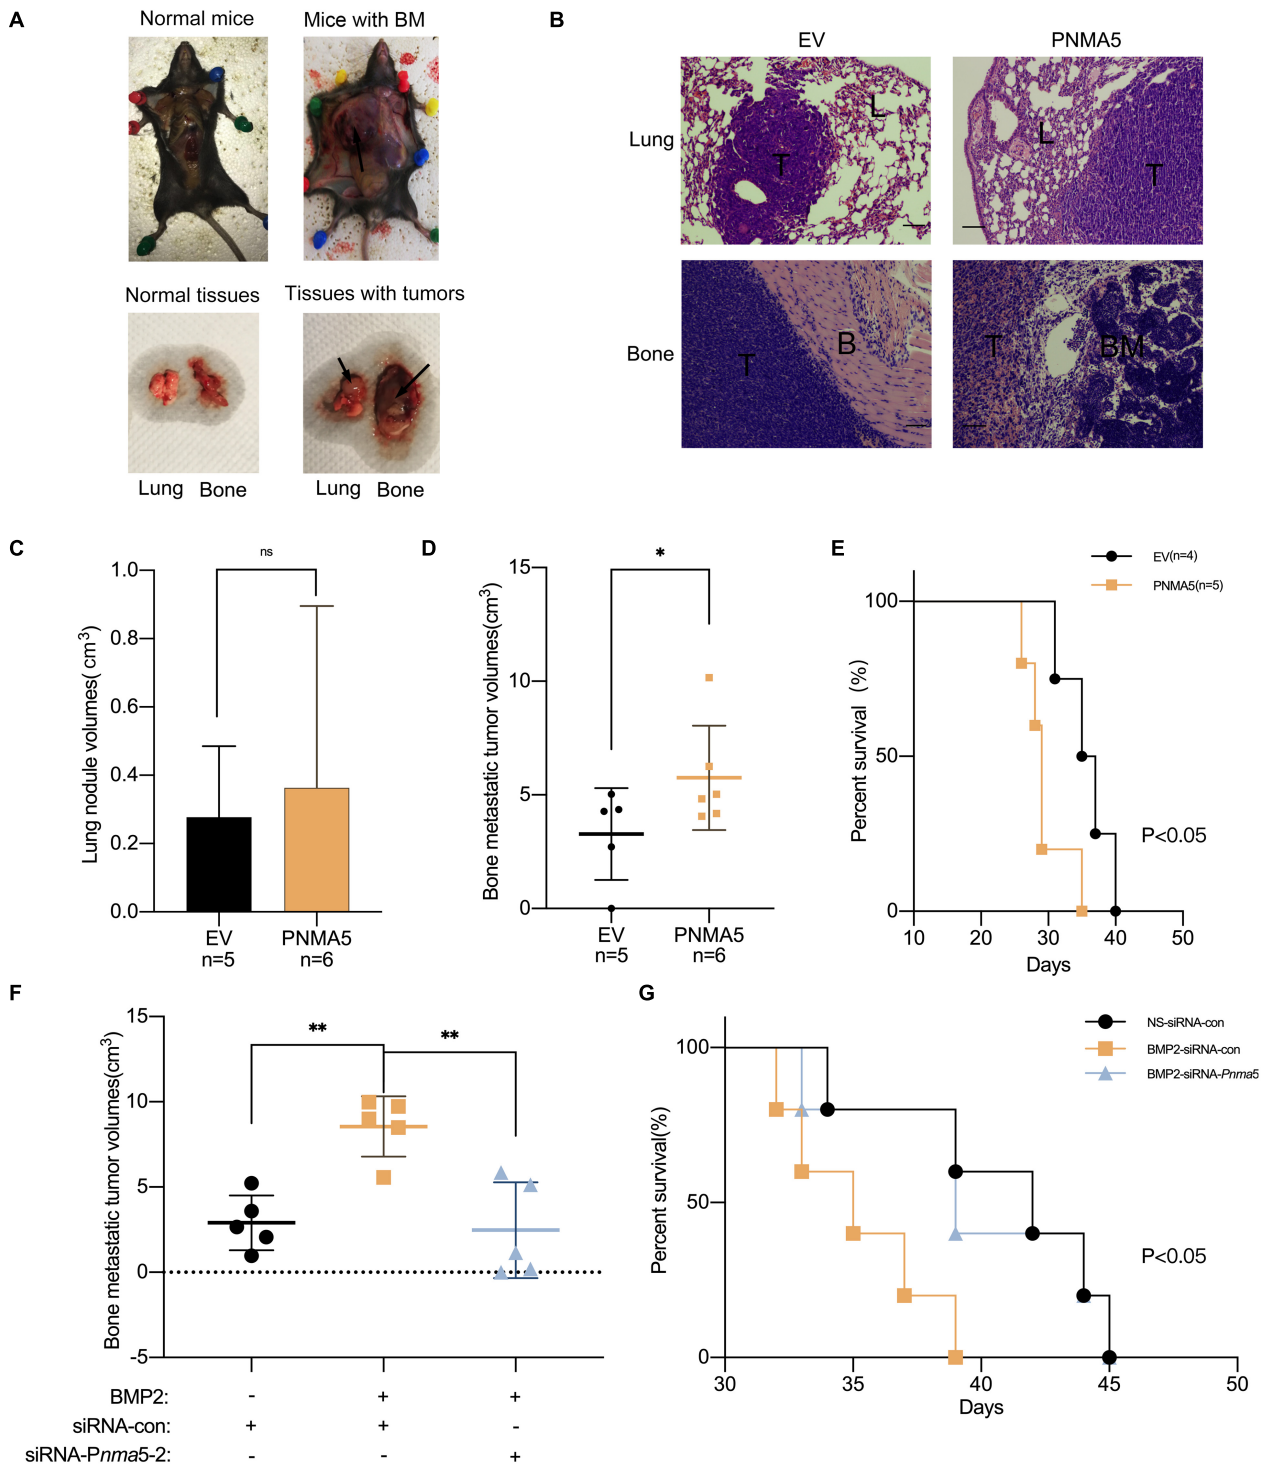 A
Normal mice
Mice with BM
Normal tissues
Tissues with tumors
Lung
Bone
Lung
Bone
B
EV
PNMA5
Lung
Bone
L
T
L
T
T
B
T
BM
C
ns
Lung nodule volumes( cm3)
1.0
0.8
0.6
0.4
0.2
0.0
EV
n=5
PNMA5
n=6
D
*
Bone metastatic tumor volumes(cm3)
15
10
5
0
EV
n=5
PNMA5
n=6
E
EV(n=4)
PNMA5(n=5)
Percent survival (%)
100
50
0
P<0.05
10
20
30
40
50
Days
F
**
**
Bone metastatic tumor volumes(cm3)
15
10
5
0
-5
BMP2: - + +
siRNA-con: + + -
siRNA-Pnma5-2: - - +
G
NS-siRNA-con
BMP2-siRNA-con
BMP2-siRNA-Pnma5
Percent survival(%)
100
50
0
P<0.05
30
35
40
45
50
Days